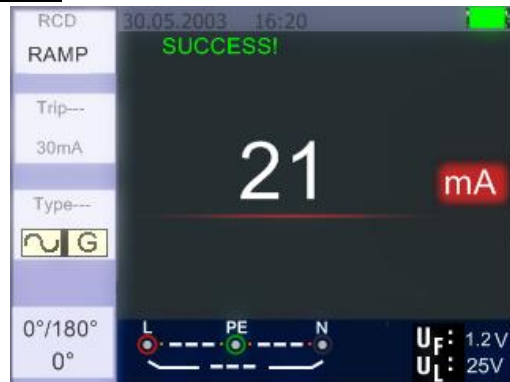 RCD
RAMP
30.05.2003 16:20
SUCCESS!
Trip---
30mA
21
mA
Type---
G
0°/180°
0°
L PE N
UF: 1.2V
UL: 25V